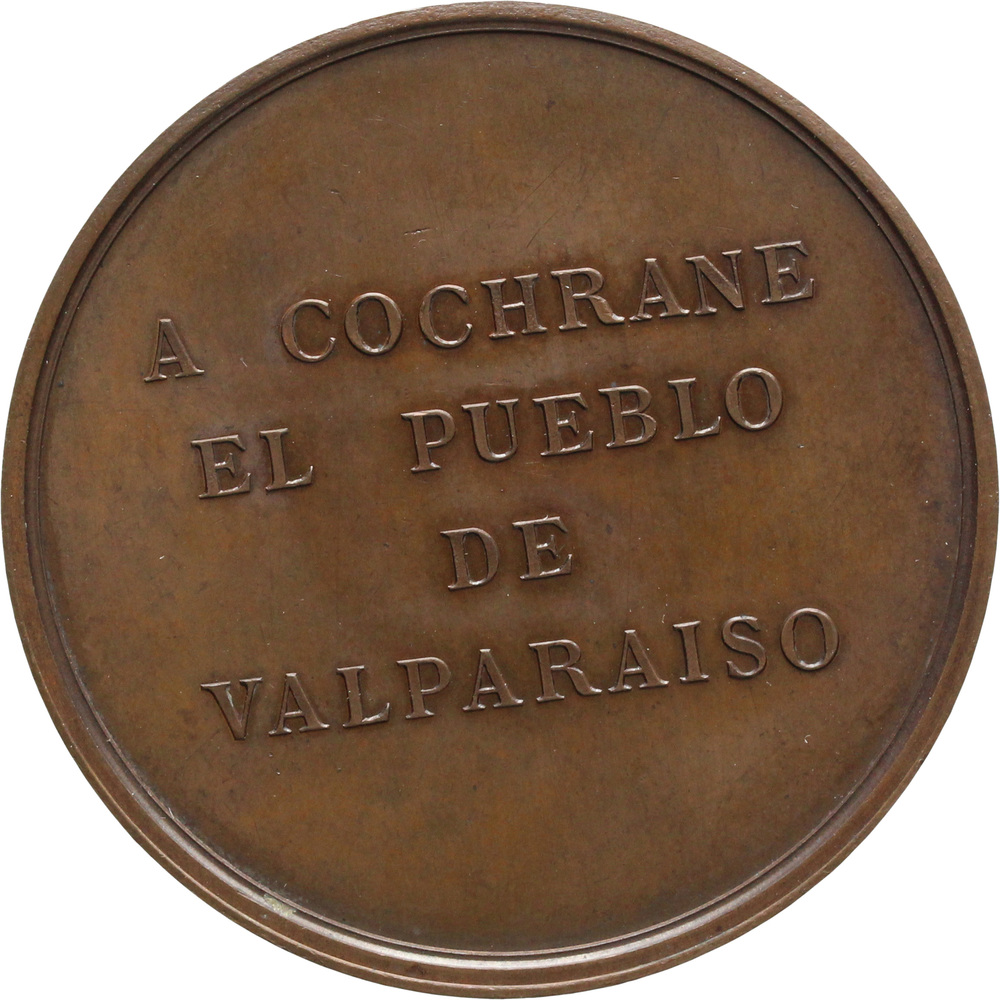 A COCHRANE
EL PUEBLO
DE
VALPARAISO